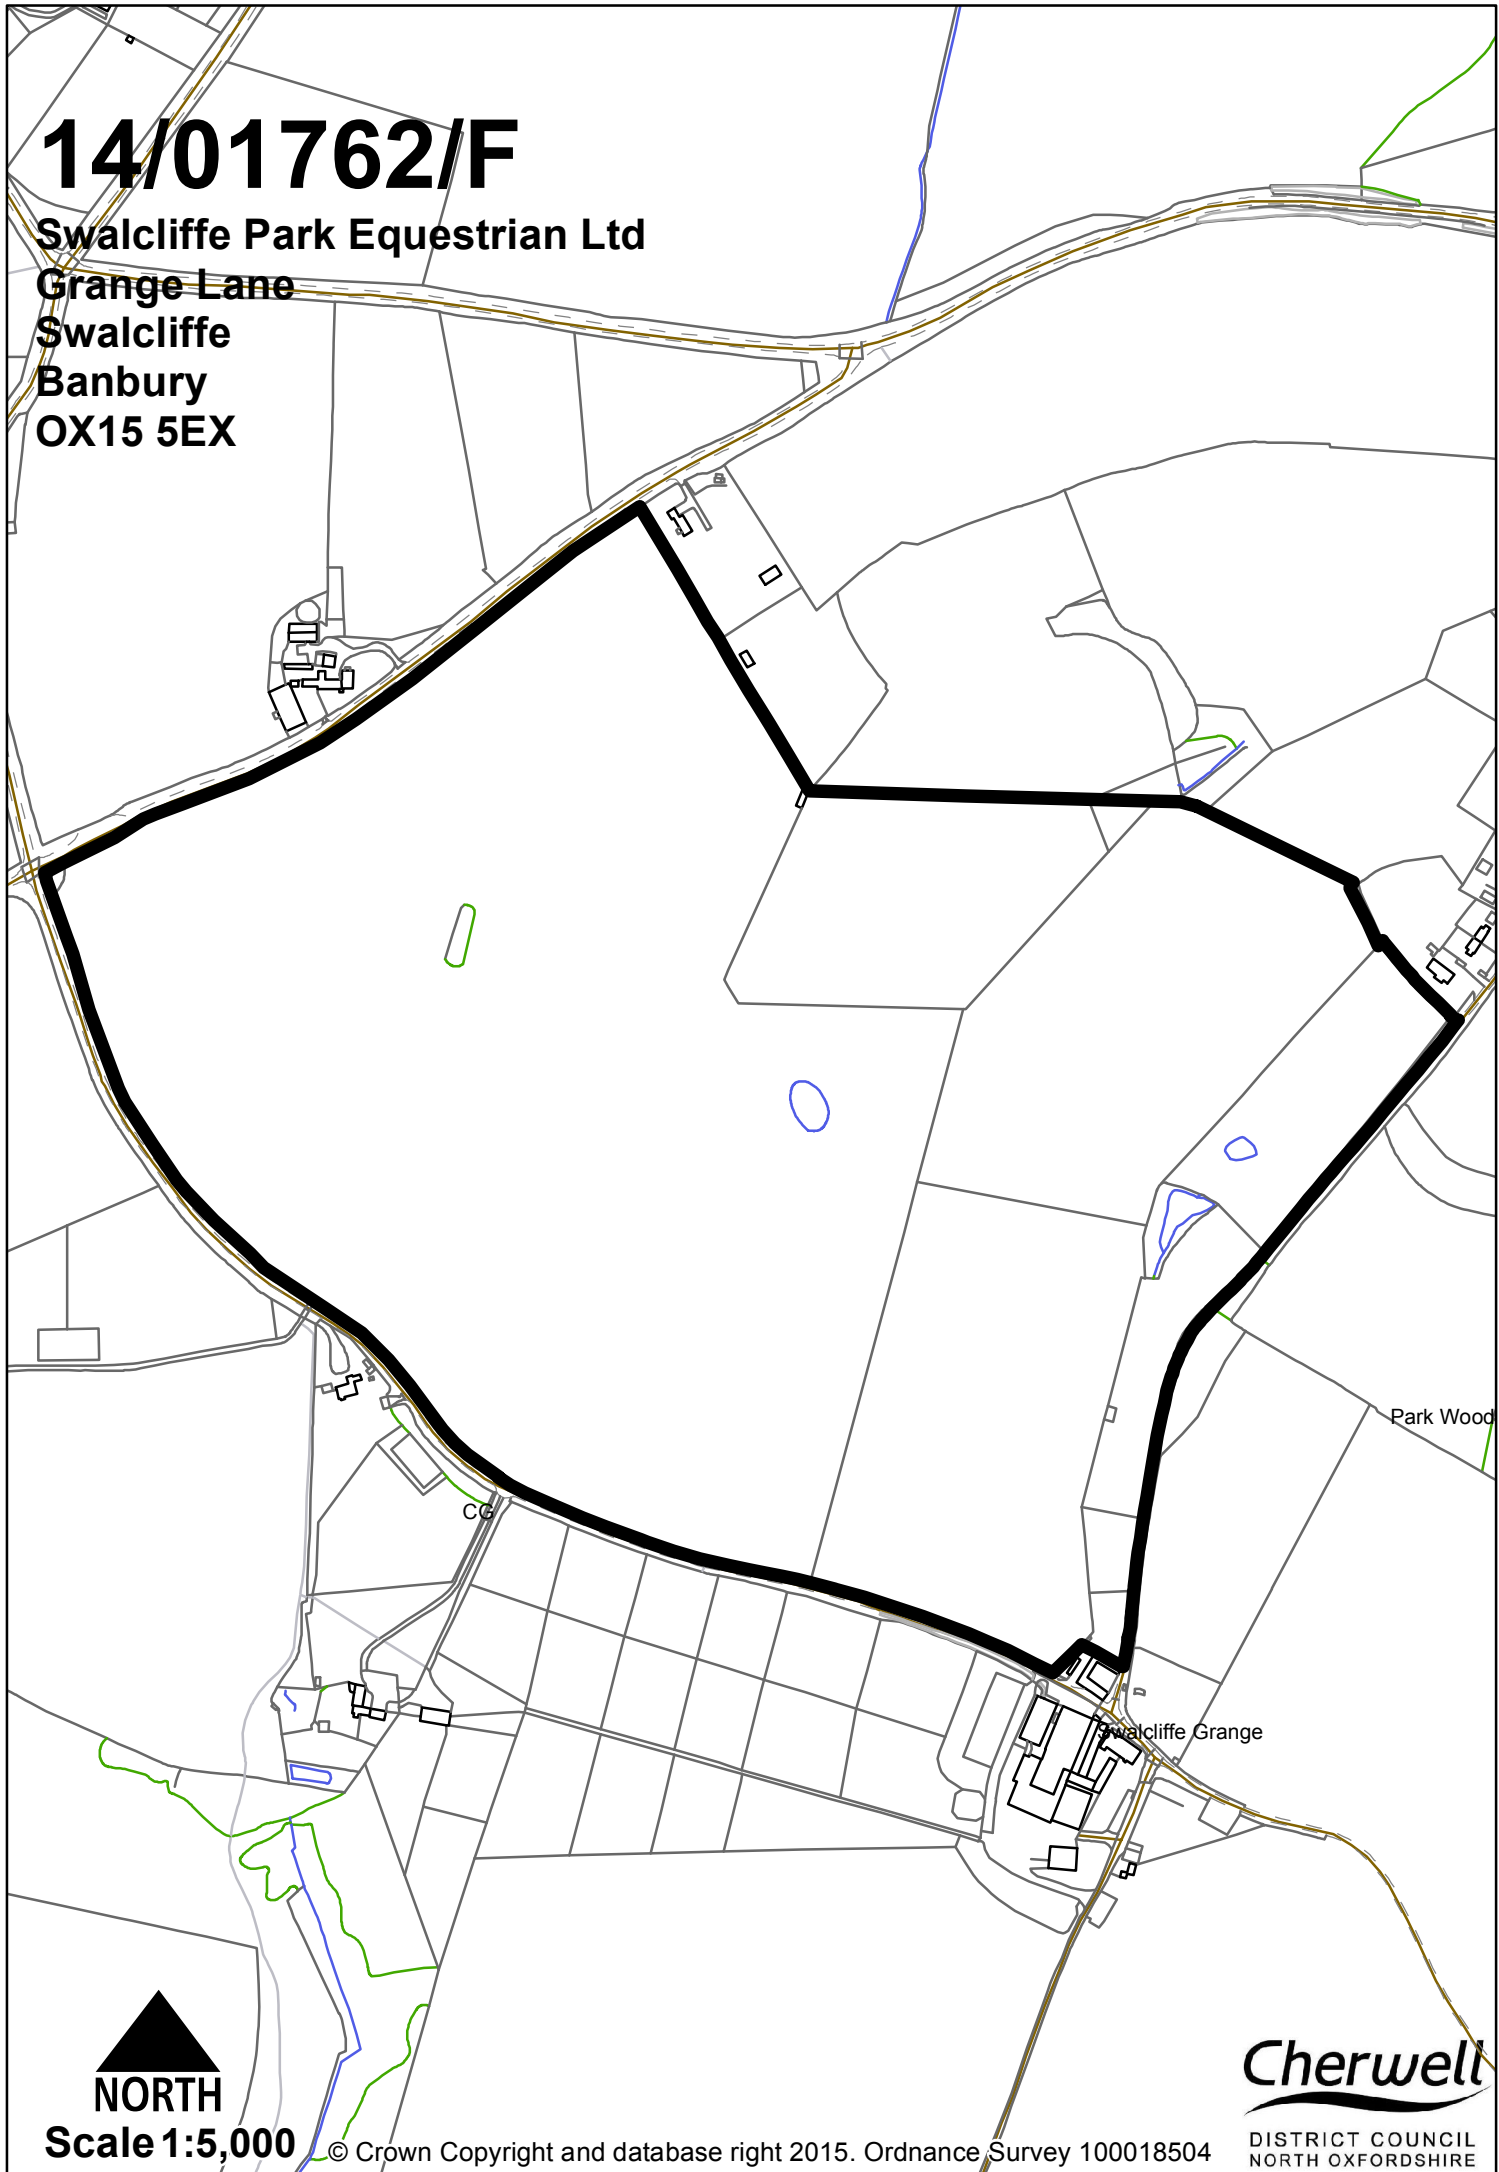 14/01762/F
Swalcliffe Park Equestrian Ltd
Grange Lane
Swalcliffe
Banbury
OX15 5EX
Park Wood
CG
Swalcliffe Grange
NORTH
Scale 1:5,000
© Crown Copyright and database right 2015. Ordnance Survey 100018504
Cherwell
DISTRICT COUNCIL
NORTH OXFORDSHIRE